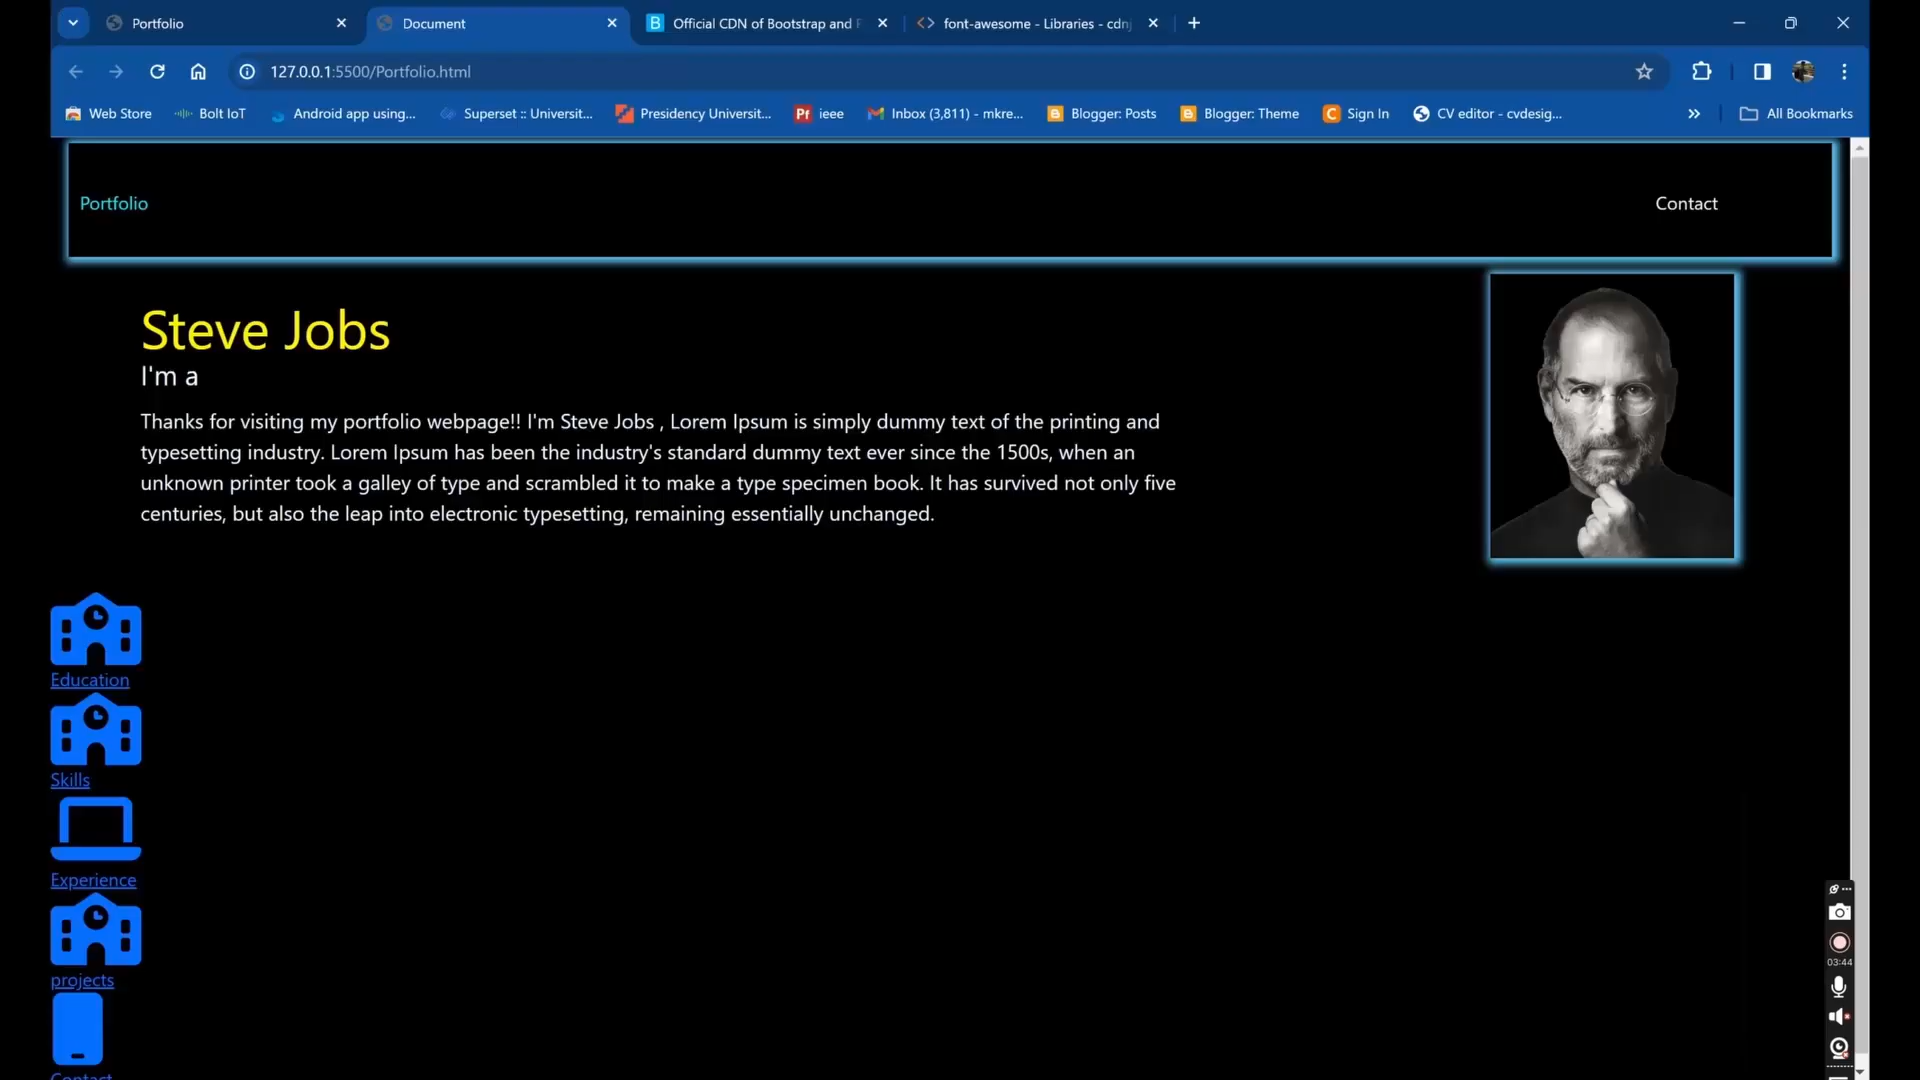 Portfolio
Document
Official CDN of Bootstrap and F
font-awesome - Libraries - cdnj
127.0.0.1:5500/Portfolio.html
Web Store
Bolt IoT
Android app using...
Superset :: Universit...
Presidency Universit...
Pf ieee
Inbox (3,811) - mkre...
Blogger: Posts
Blogger: Theme
Sign In
CV editor - cvdesig...
All Bookmarks
Portfolio
Contact
Steve Jobs
I'm a
Thanks for visiting my portfolio webpage!! I'm Steve Jobs , Lorem Ipsum is simply dummy text of the printing and
typesetting industry. Lorem Ipsum has been the industry's standard dummy text ever since the 1500s, when an
unknown printer took a galley of type and scrambled it to make a type specimen book. It has survived not only five
centuries, but also the leap into electronic typesetting, remaining essentially unchanged.
Education
Skills
Experience
projects
Contact
03:44